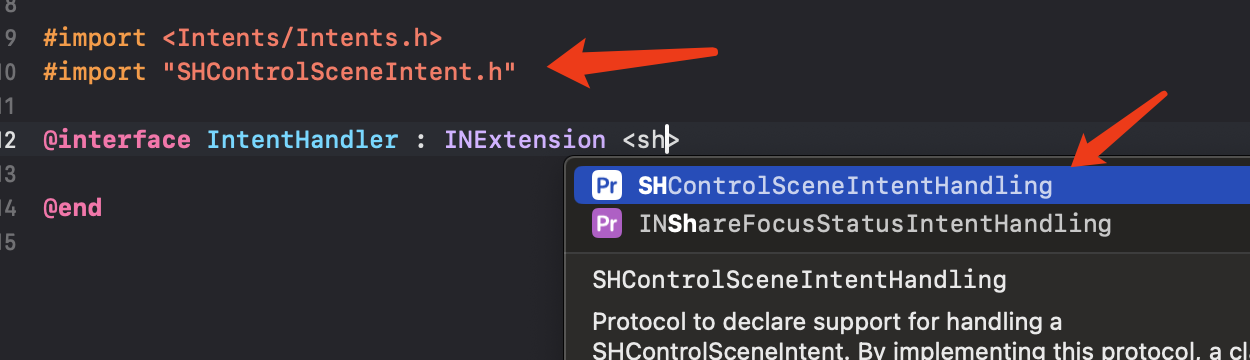 8
9 #import <Intents/Intents.h>
10 #import "SHControlSceneIntent.h"
11
12 @interface IntentHandler : INExtension <sh>
13
Pr SHControlSceneIntentHandling
14 @end
Pr INShareFocusStatusIntentHandling
15
SHControlSceneIntentHandling
Protocol to declare support for handling a
SHControlSceneIntent. By implementing this protocol, a cl